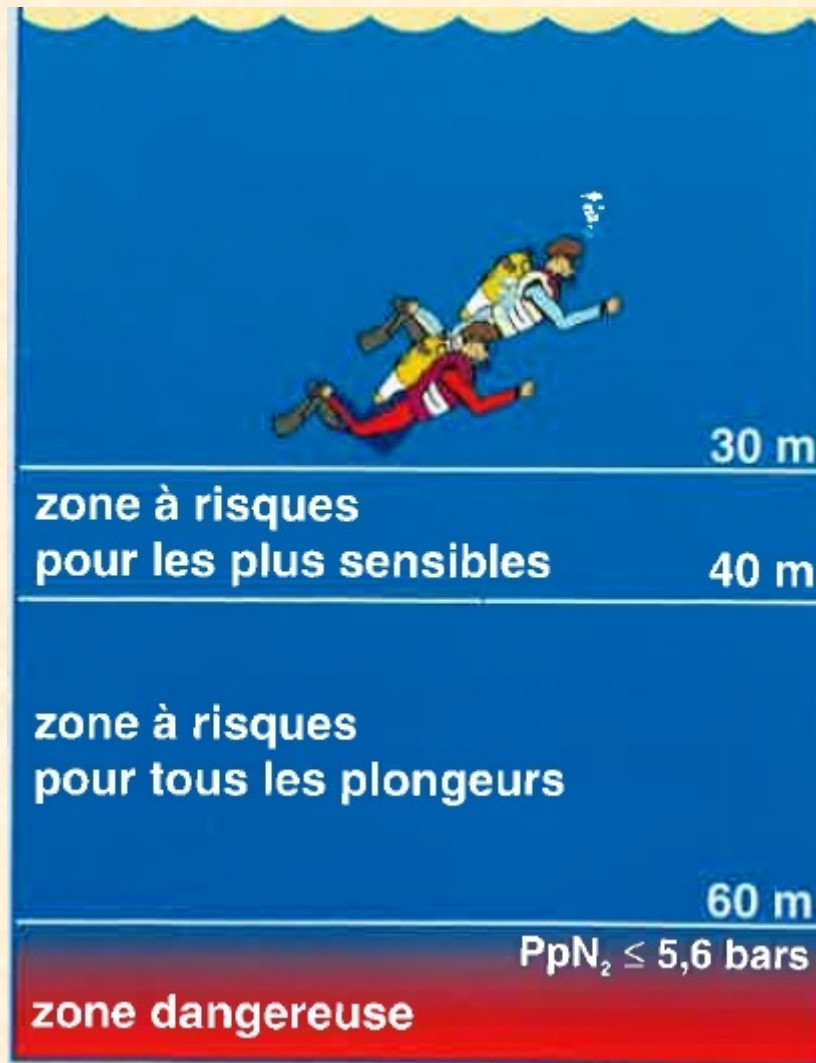 30 m
zone à risques
pour les plus sensibles
40 m
zone à risques
pour tous les plongeurs
60 m
PpN₂ ≤ 5,6 bars
zone dangereuse